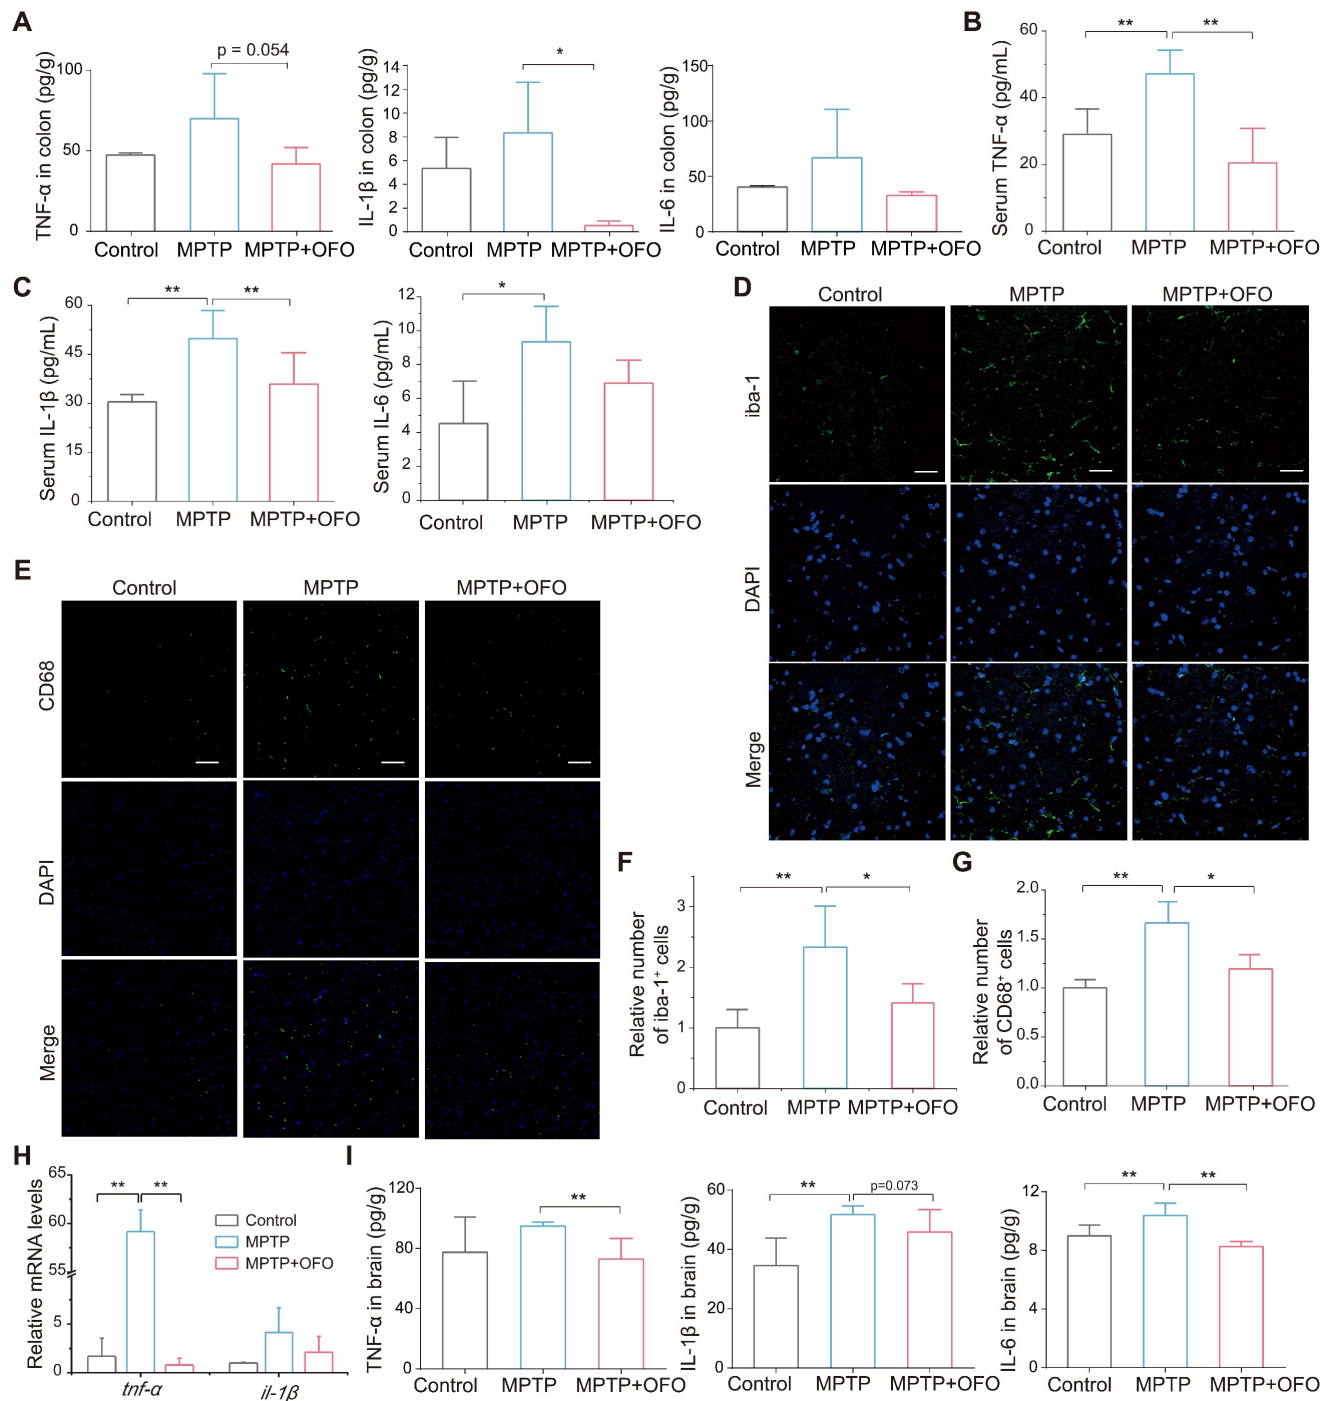 A
TNF-α in colon (pg/g)
100
50
0
p = 0.054
Control MPTP MPTP+OFO
IL-1β in colon (pg/g)
14
12
10
8
6
4
2
0
*
Control MPTP MPTP+OFO
IL-6 in colon (pg/g)
150
100
50
0
Control MPTP MPTP+OFO
B
Serum TNF-α (pg/mL)
60
40
20
0
** **
Control MPTP MPTP+OFO
C
Serum IL-1β (pg/mL)
60
45
30
15
0
** **
Control MPTP MPTP+OFO
Serum IL-6 (pg/mL)
12
10
8
6
4
2
0
*
Control MPTP MPTP+OFO
D
Control MPTP MPTP+OFO
iba-1
DAPI
Merge
E
Control MPTP MPTP+OFO
CD68
DAPI
Merge
F
Relative number
of iba-1⁺ cells
3
2
1
0
** *
Control MPTP MPTP+OFO
G
Relative number
of CD68⁺ cells
2.0
1.5
1.0
0.5
0.0
** *
Control MPTP MPTP+OFO
H
Relative mRNA levels
65
60
55
5
0
** **
Control
MPTP
MPTP+OFO
tnf-α il-1β
I
TNF-α in brain (pg/g)
120
80
40
0
**
Control MPTP MPTP+OFO
IL-1β in brain (pg/g)
60
40
20
0
** p=0.073
Control MPTP MPTP+OFO
IL-6 in brain (pg/g)
12
8
4
0
** **
Control MPTP MPTP+OFO